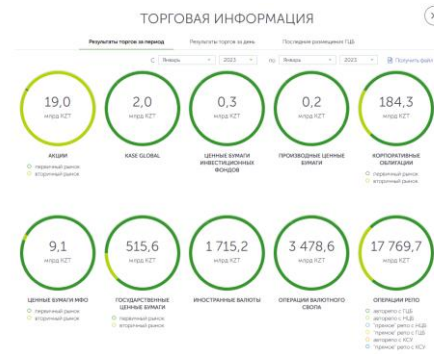 ТОРГОВАЯ ИНФОРМАЦИЯ
Результаты торгов за период Результаты торгов за день Последние размещения ГЦБ
С Январь 2023 по Январь 2023 Получить файл
19,0 2,0 0,3 0,2 184,3
млрд KZT млрд KZT млрд KZT млрд KZT млрд KZT
АКЦИИ KASE GLOBAL ЦЕННЫЕ БУМАГИ ИНВЕСТИЦИОННЫХ ФОНДОВ ПРОИЗВОДНЫЕ ЦЕННЫЕ БУМАГИ КОРПОРАТИВНЫЕ ОБЛИГАЦИИ
первичный рынок первичный рынок
вторичный рынок вторичный рынок
9,1 515,6 1 715,2 3 478,6 17 769,7
млрд KZT млрд KZT млрд KZT млрд KZT млрд KZT
ЦЕННЫЕ БУМАГИ МФО ГОСУДАРСТВЕННЫЕ ЦЕННЫЕ БУМАГИ ИНОСТРАННЫЕ ВАЛЮТЫ ОПЕРАЦИИ ВАЛЮТНОГО СВОПА ОПЕРАЦИИ РЕПО
первичный рынок первичный рынок авторепо с ГЦБ
вторичный рынок вторичный рынок авторепо с НЦБ
"прямое" репо с НЦБ
"прямое" репо с ГЦБ
авторепо с КСУ
"прямое" репо с КСУ